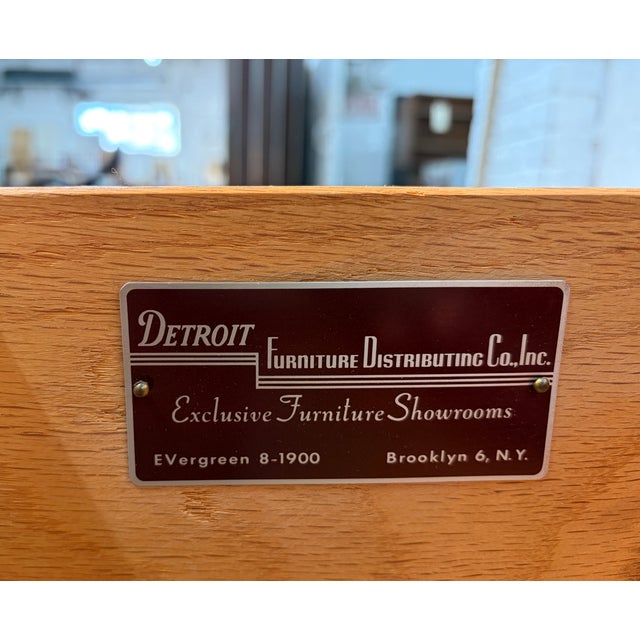 DETROIT
FURNITURE DISTRIBUTING CO., INC.
Exclusive Furniture Showrooms
EVergreen 8-1900 Brooklyn 6, N.Y.